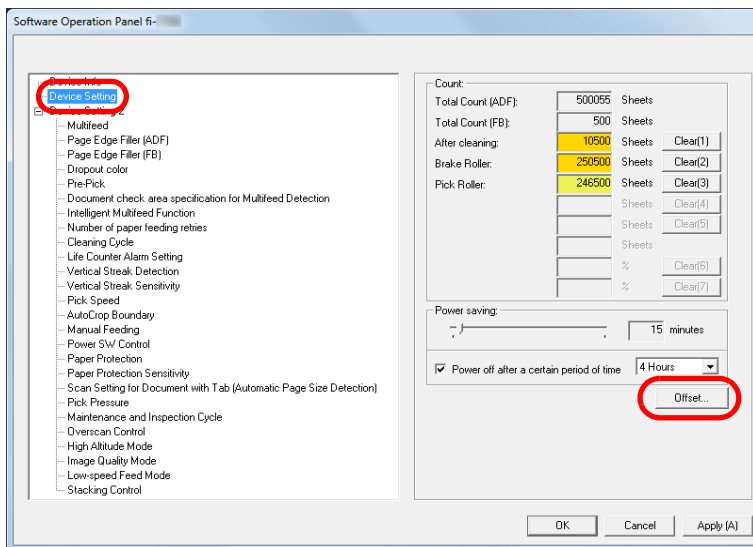 Software Operation Panel fi-
Device Info
Device Setting
Device Setting 2
Multifeed
Page Edge Filler (ADF)
Page Edge Filler (FB)
Dropout color
Pre-Pick
Document check area specification for Multifeed Detection
Intelligent Multifeed Function
Number of paper feeding retries
Cleaning Cycle
Life Counter Alarm Setting
Vertical Streak Detection
Vertical Streak Sensitivity
Pick Speed
AutoCrop Boundary
Manual Feeding
Power SW Control
Paper Protection
Paper Protection Sensitivity
Scan Setting for Document with Tab (Automatic Page Size Detection)
Pick Pressure
Maintenance and Inspection Cycle
Overscan Control
High Altitude Mode
Image Quality Mode
Low-speed Feed Mode
Stacking Control
Count:
Total Count (ADF): 500055 Sheets
Total Count (FB): 500 Sheets
After cleaning: 10500 Sheets Clear(1)
Brake Roller: 250500 Sheets Clear(2)
Pick Roller: 246500 Sheets Clear(3)
Sheets Clear(4)
Sheets Clear(5)
Sheets
% Clear(6)
% Clear(7)
Power saving:
15 minutes
Power off after a certain period of time 4 Hours
Offset...
OK Cancel Apply (A)